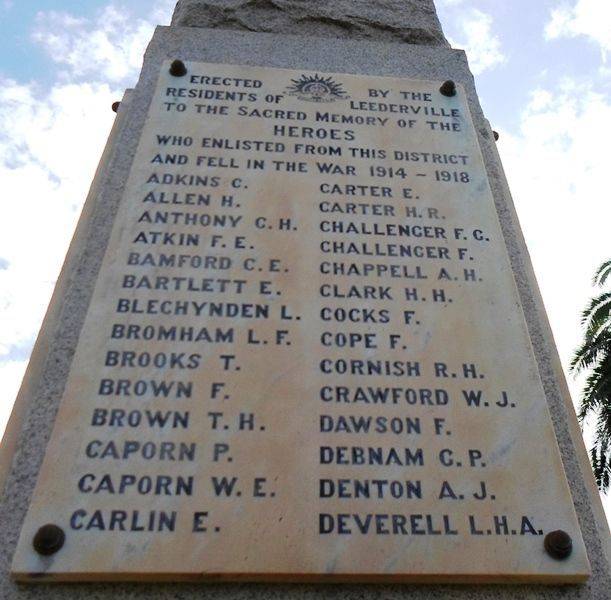 ERECTED BY THE
RESIDENTS OF LEEDERVILLE
TO THE SACRED MEMORY OF THE
HEROES
WHO ENLISTED FROM THIS DISTRICT
AND FELL IN THE WAR 1914 - 1918
ADKINS C.
ALLEN H.
ANTHONY C. H.
ATKIN F. E.
BAMFORD C. E.
BARTLETT E.
BLECHYNDEN L.
BROMHAM L. F.
BROOKS T.
BROWN F.
BROWN T. H.
CAPORN P.
CAPORN W. E.
CARLIN E.
CARTER E.
CARTER H. R.
CHALLENGER F. G.
CHALLENGER F.
CHAPPELL A. H.
CLARK H. H.
COCKS F.
COPE F.
CORNISH R. H.
CRAWFORD W. J.
DAWSON F.
DEBNAM C. P.
DENTON A. J.
DEVERELL L.H.A.